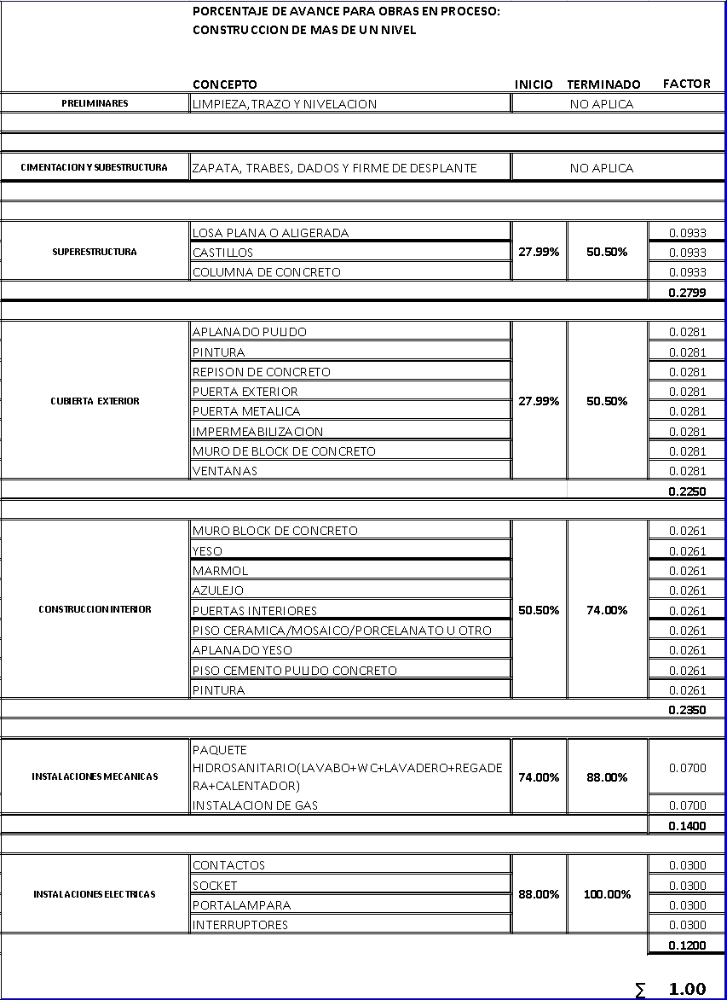 PORCENTAJE DE AVANCE PARA OBRAS EN PROCESO:
CONSTRUCCION DE MAS DE UN NIVEL
CONCEPTO INICIO TERMINADO FACTOR
PRELIMINARES LIMPIEZA, TRAZO Y NIVELACION NO APLICA
CIMENTACION Y SUBESTRUCTURA ZAPATA, TRABES, DADOS Y FIRME DE DESPLANTE NO APLICA
LOSA PLANA O ALIGERADA 0.0933
SUPERESTRUCTURA CASTILLOS 27.99% 50.50% 0.0933
COLUMNA DE CONCRETO 0.0933
0.2799
APLANADO PULIDO 0.0281
PINTURA 0.0281
REPISON DE CONCRETO 0.0281
PUERTA EXTERIOR 0.0281
CUBIERTA EXTERIOR 27.99% 50.50%
PUERTA METALICA 0.0281
IMPERMEABILIZACION 0.0281
MURO DE BLOCK DE CONCRETO 0.0281
VENTANAS 0.0281
0.2250
MURO BLOCK DE CONCRETO 0.0261
YESO 0.0261
MARMOL 0.0261
AZULEJO 0.0261
CONSTRUCCION INTERIOR PUERTAS INTERIORES 50.50% 74.00% 0.0261
PISO CERAMICA/MOSAICO/PORCELANATO U OTRO 0.0261
APLANADO YESO 0.0261
PISO CEMENTO PULIDO CONCRETO 0.0261
PINTURA 0.0261
0.2350
PAQUETE
HIDROSANITARIO(LAVABO+WC+LAVADERO+REGADE 0.0700
INSTALACIONES MECANICAS 74.00% 88.00%
RA+CALENTADOR)
INSTALACION DE GAS 0.0700
0.1400
CONTACTOS 0.0300
SOCKET 0.0300
INSTALACIONES ELECTRICAS 88.00% 100.00%
PORTALAMPARA 0.0300
INTERRUPTORES 0.0300
0.1200
∑ 1.00